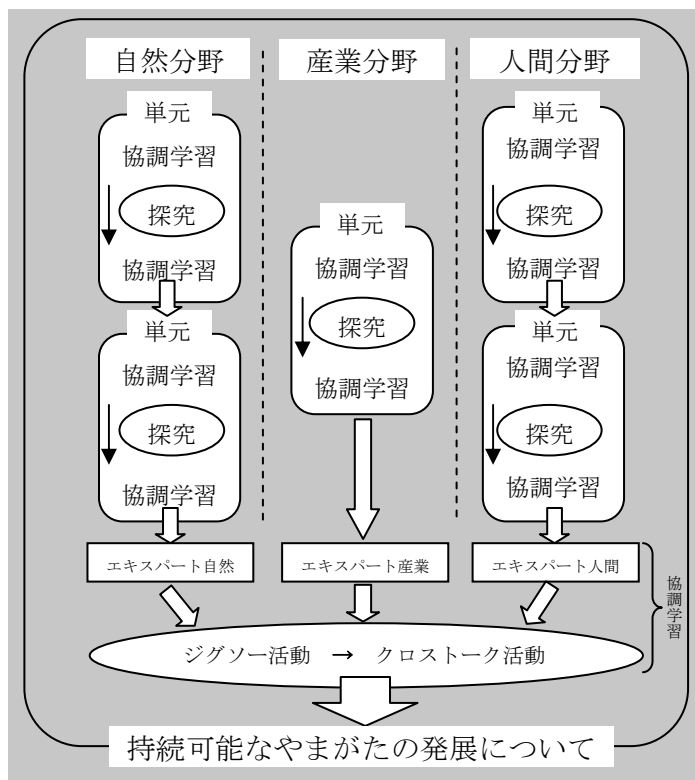 自然分野
産業分野
人間分野
単元
協調学習
探究
協調学習
単元
協調学習
探究
協調学習
単元
協調学習
探究
協調学習
単元
協調学習
探究
協調学習
単元
協調学習
探究
協調学習
エキスパート自然
エキスパート産業
エキスパート人間
協調学習
ジグソー活動 → クロストーク活動
持続可能なやまがたの発展について